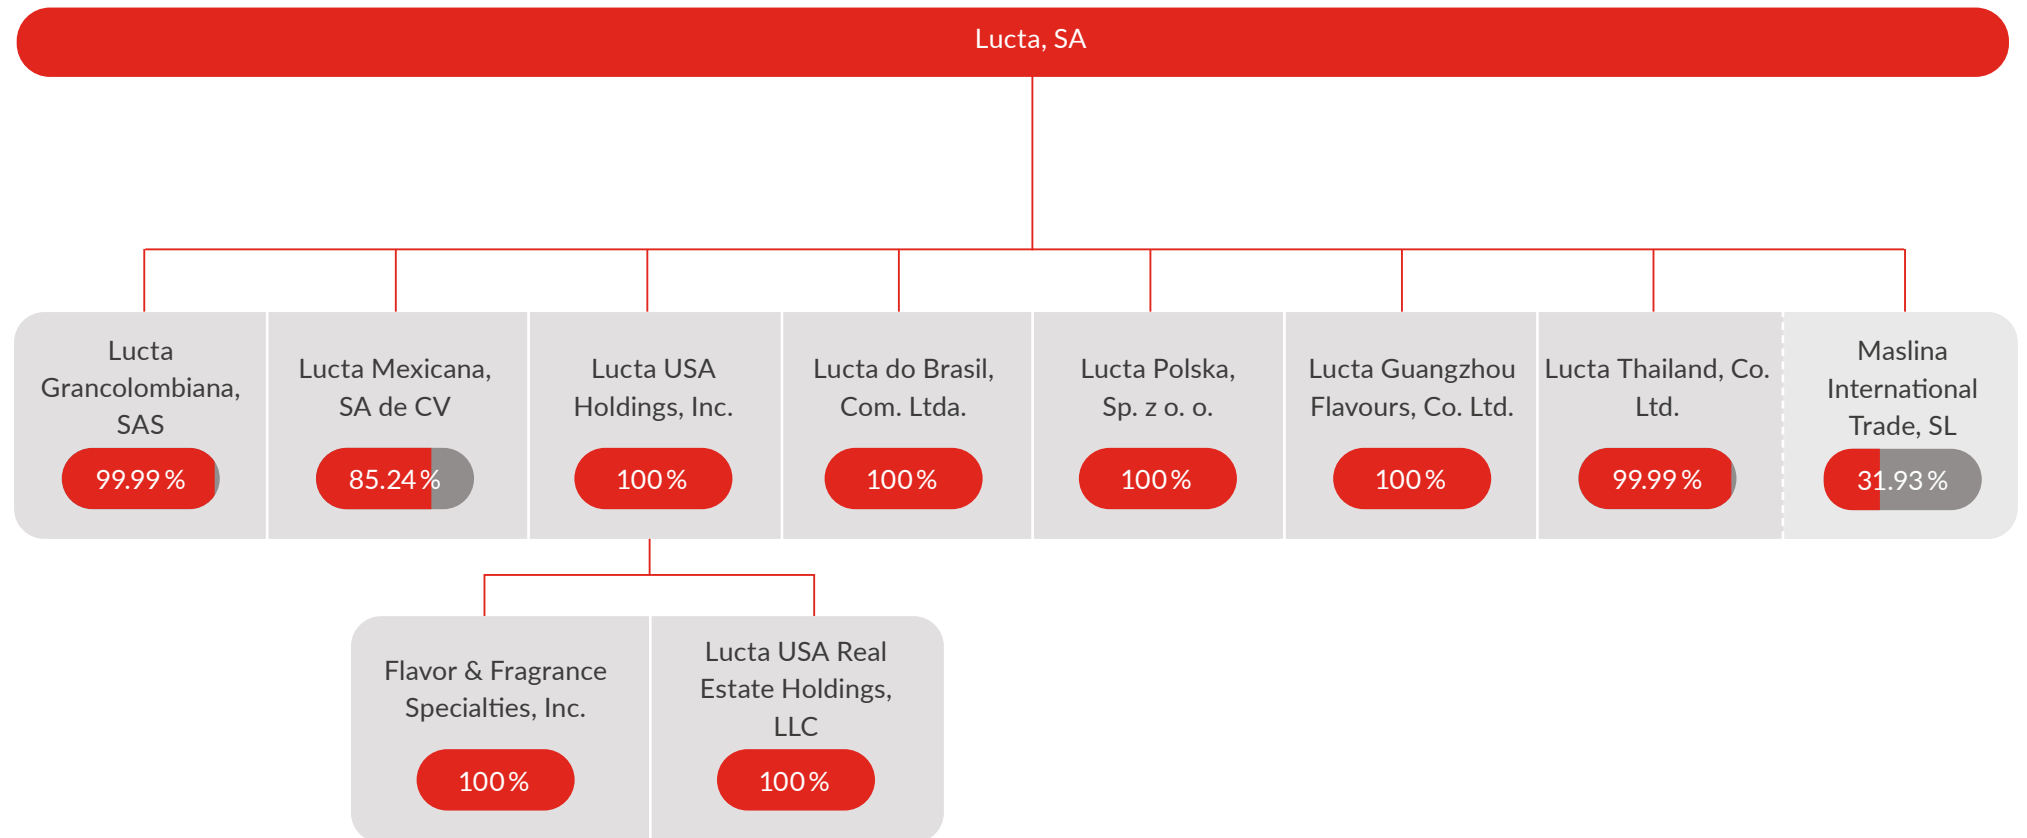 Lucta, SA
Lucta
Grancolombiana,
SAS
99.99 %
Lucta Mexicana,
SA de CV
85.24 %
Lucta USA
Holdings, Inc.
100 %
Lucta do Brasil,
Com. Ltda.
100 %
Lucta Polska,
Sp. z o. o.
100 %
Lucta Guangzhou
Flavours, Co. Ltd.
100 %
Lucta Thailand, Co.
Ltd.
99.99 %
Maslina
International
Trade, SL
31.93 %
Flavor & Fragrance
Specialties, Inc.
100 %
Lucta USA Real
Estate Holdings,
LLC
100 %